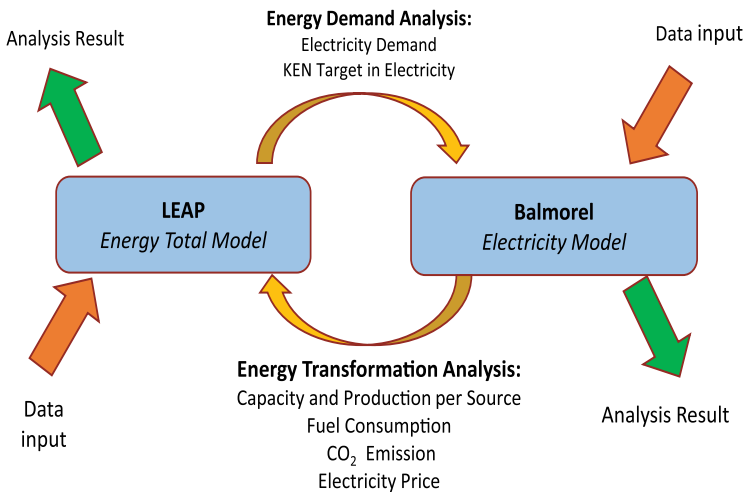 Energy Demand Analysis:
Electricity Demand
KEN Target in Electricity
Analysis Result
Data input
LEAP
Energy Total Model
Balmorel
Electricity Model
Energy Transformation Analysis:
Capacity and Production per Source
Fuel Consumption
CO₂ Emission
Electricity Price
Data
input
Analysis Result